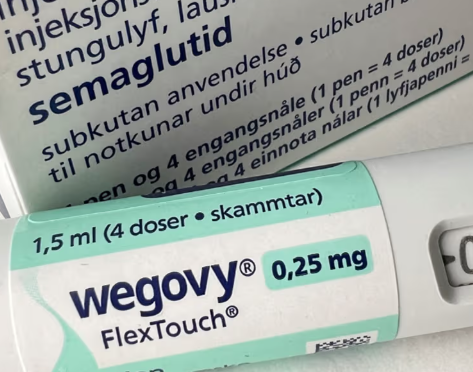 injeksjons
stungulyf, laus
semaglutid
subkutan anvendelse • subkutan
til notkunar undir húð
pen og 4 engangsnåle (1 pen = 4 doser)
og 4 engangsnåler (1 penn = 4 doser)
og 4 einnota nálar (1 lyfjapenni =
1,5 ml (4 doser • skammtar)
wegovy® 0,25 mg
FlexTouch®